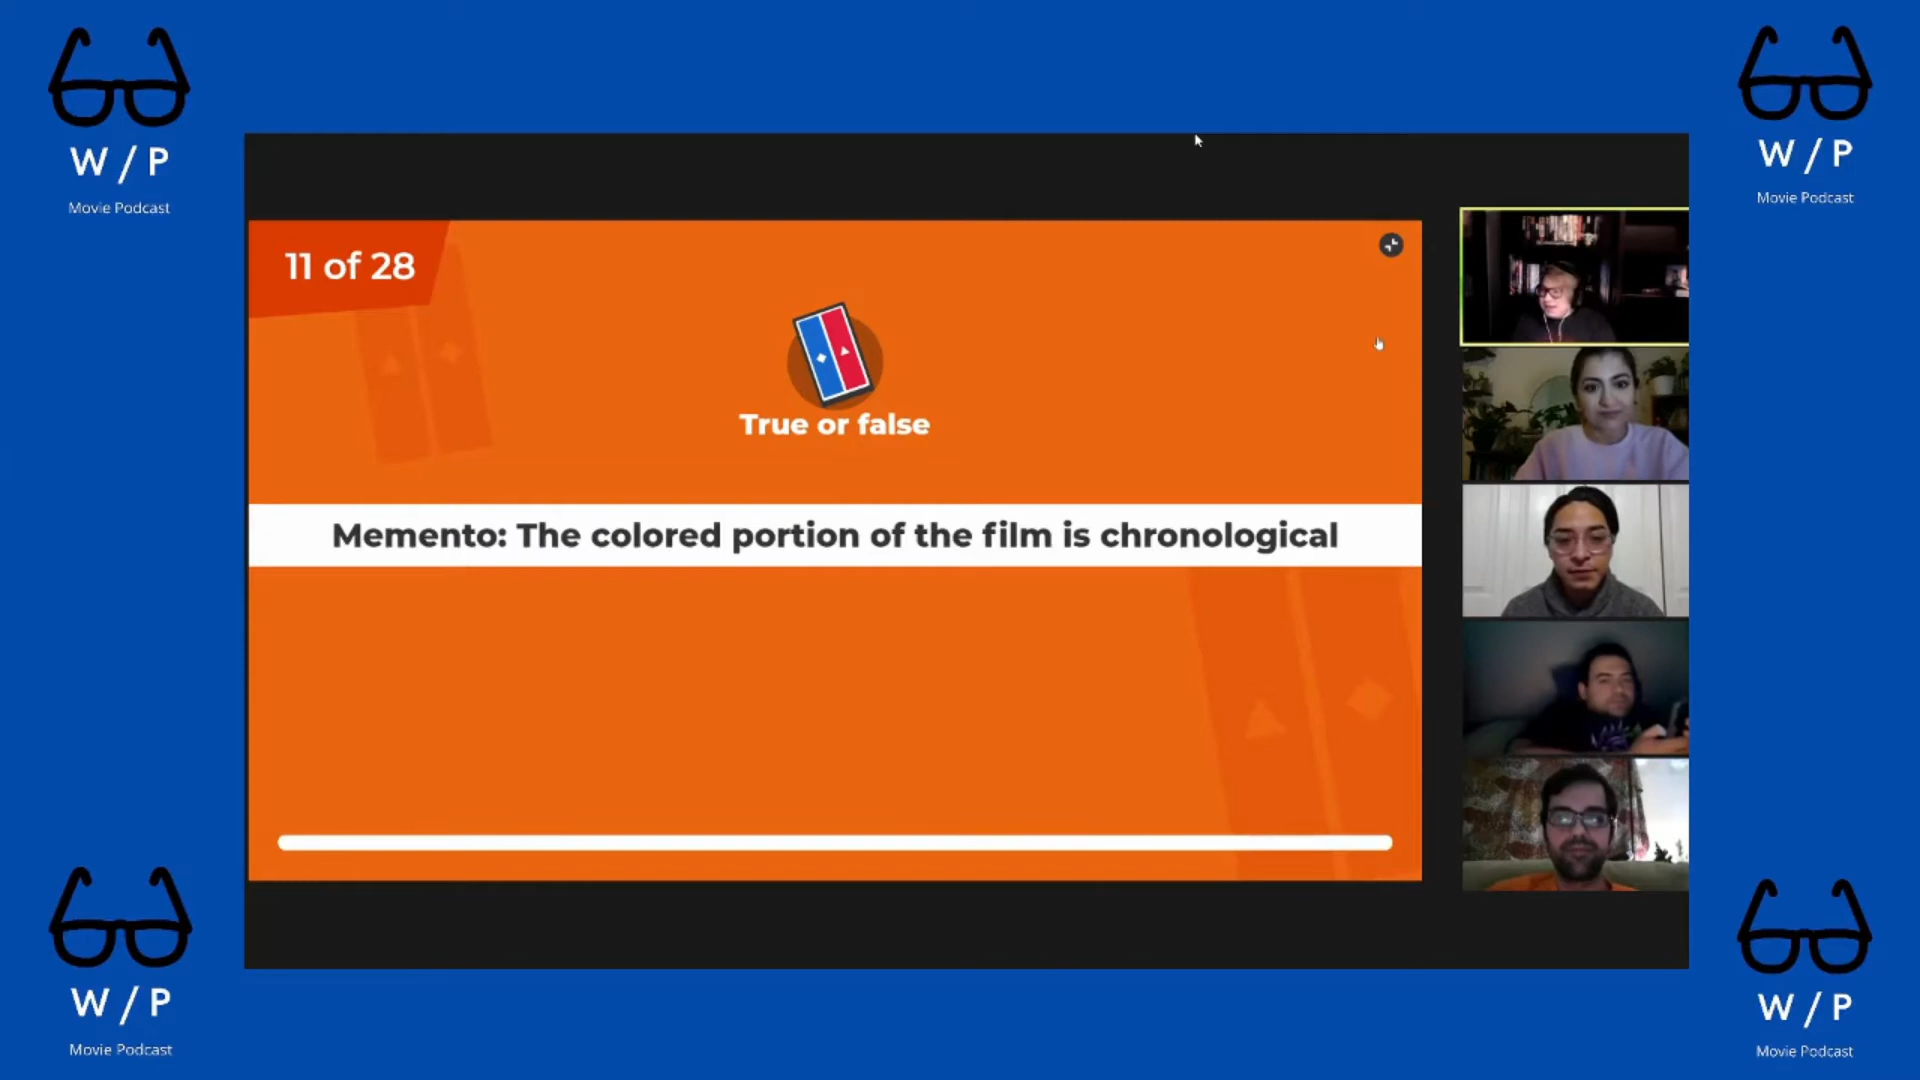 W / P
Movie Podcast
W / P
Movie Podcast
11 of 28
True or false
Memento: The colored portion of the film is chronological
W / P
Movie Podcast
W / P
Movie Podcast